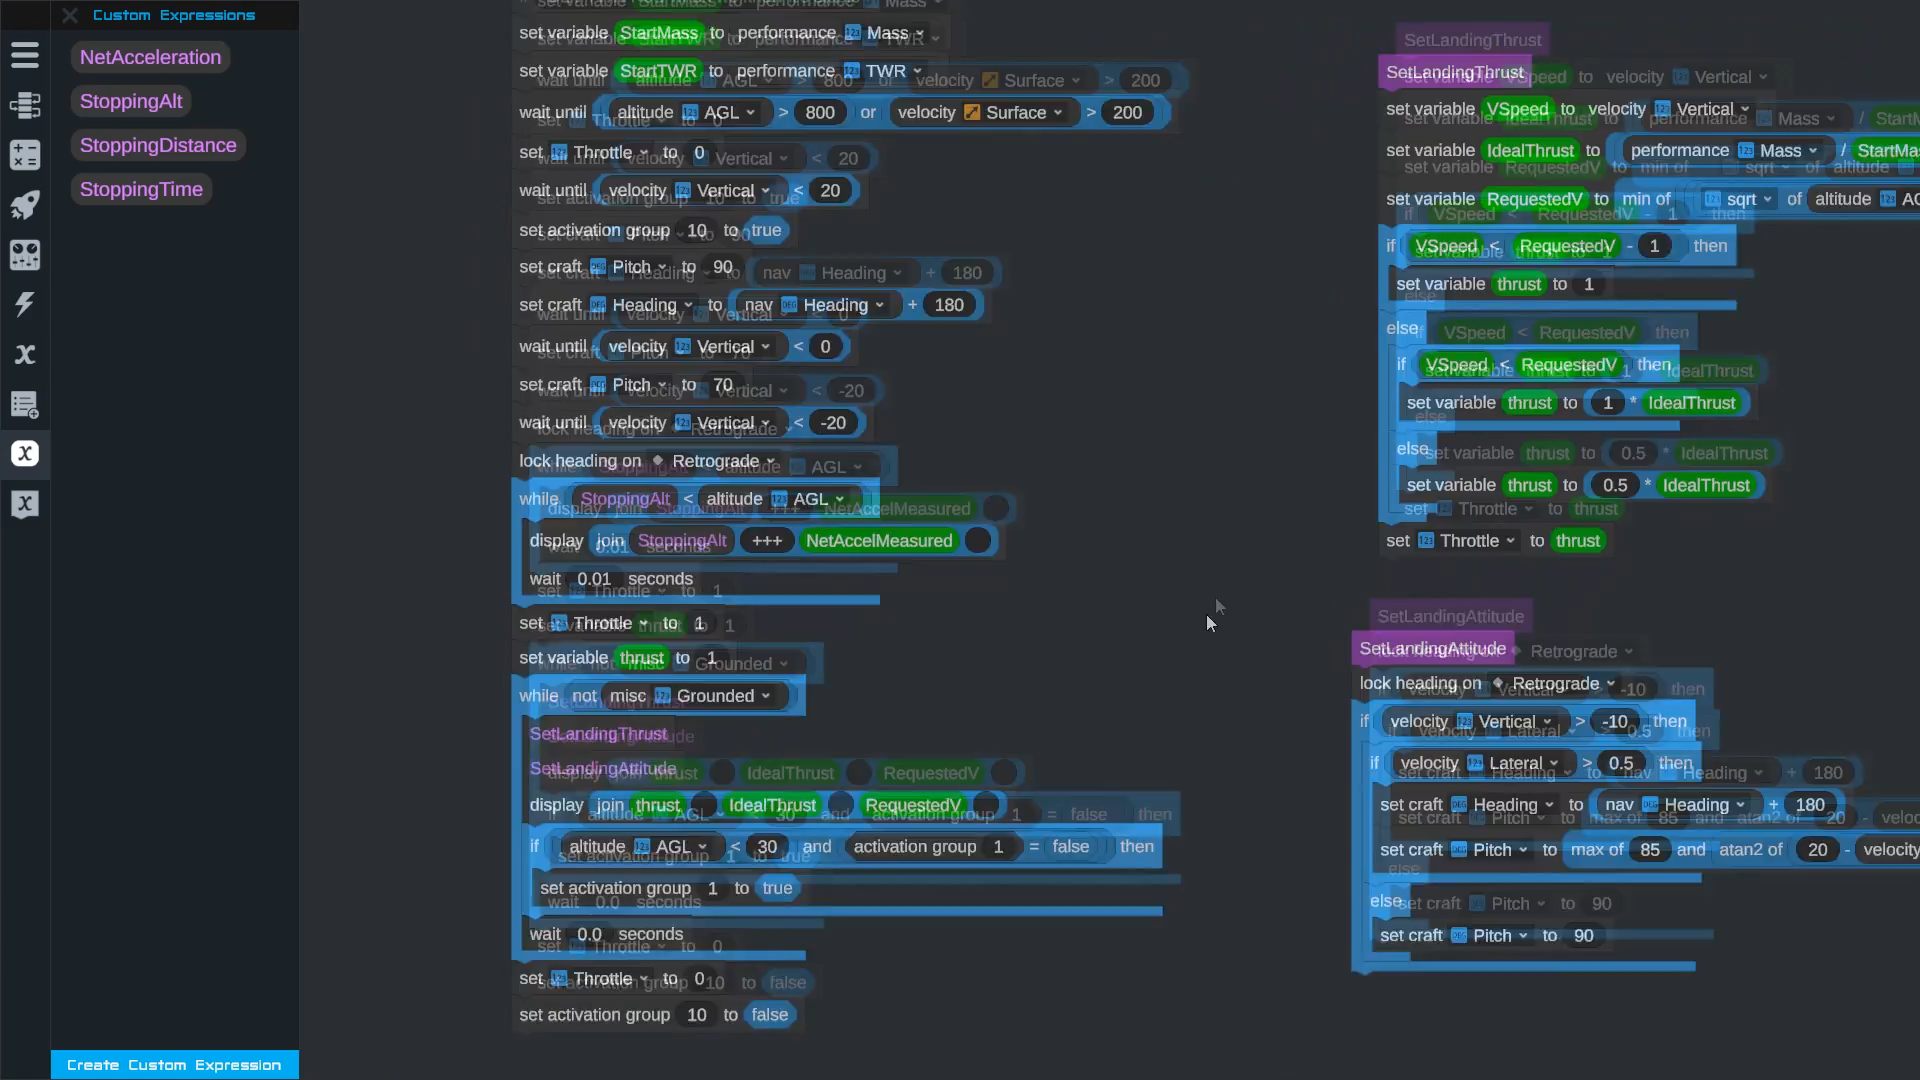 Custom Expressions
NetAcceleration
StoppingAlt
StoppingDistance
StoppingTime
Create Custom Expression
set variable StartMass to performance Mass
set variable StartTWR to performance TWR
wait until altitude AGL > 800 or velocity Surface > 200
set Throttle to 0
wait until velocity Vertical < 20
set activation group 10 to true
set craft Pitch to 90
set craft Heading to nav Heading + 180
wait until velocity Vertical < 0
set craft Pitch to 70
wait until velocity Vertical < -20
lock heading on Retrograde
while StoppingAlt < altitude AGL
display join StoppingAlt +++ NetAccelMeasured
wait 0.01 seconds
set Throttle to 1
set variable thrust to 1
while not misc Grounded
SetLandingThrust
SetLandingAttitude
display join thrust IdealThrust RequestedV
if altitude AGL < 30 and activation group 1 = false then
set activation group 1 to true
wait 0.0 seconds
set Throttle to 0
set activation group 10 to false
SetLandingThrust
set variable VSpeed to velocity Vertical
set variable IdealThrust to performance Mass / StartMa
set variable RequestedV to min of sqrt of altitude AG
if VSpeed < RequestedV - 1 then
set variable thrust to 1
else
if VSpeed < RequestedV then
set variable thrust to 1 * IdealThrust
else
set variable thrust to 0.5 * IdealThrust
set Throttle to thrust
SetLandingAttitude
lock heading on Retrograde
if velocity Vertical > -10 then
if velocity Lateral > 0.5 then
set craft Heading to nav Heading + 180
set craft Pitch to max of 85 and atan2 of 20 - velocity
else
set craft Pitch to 90